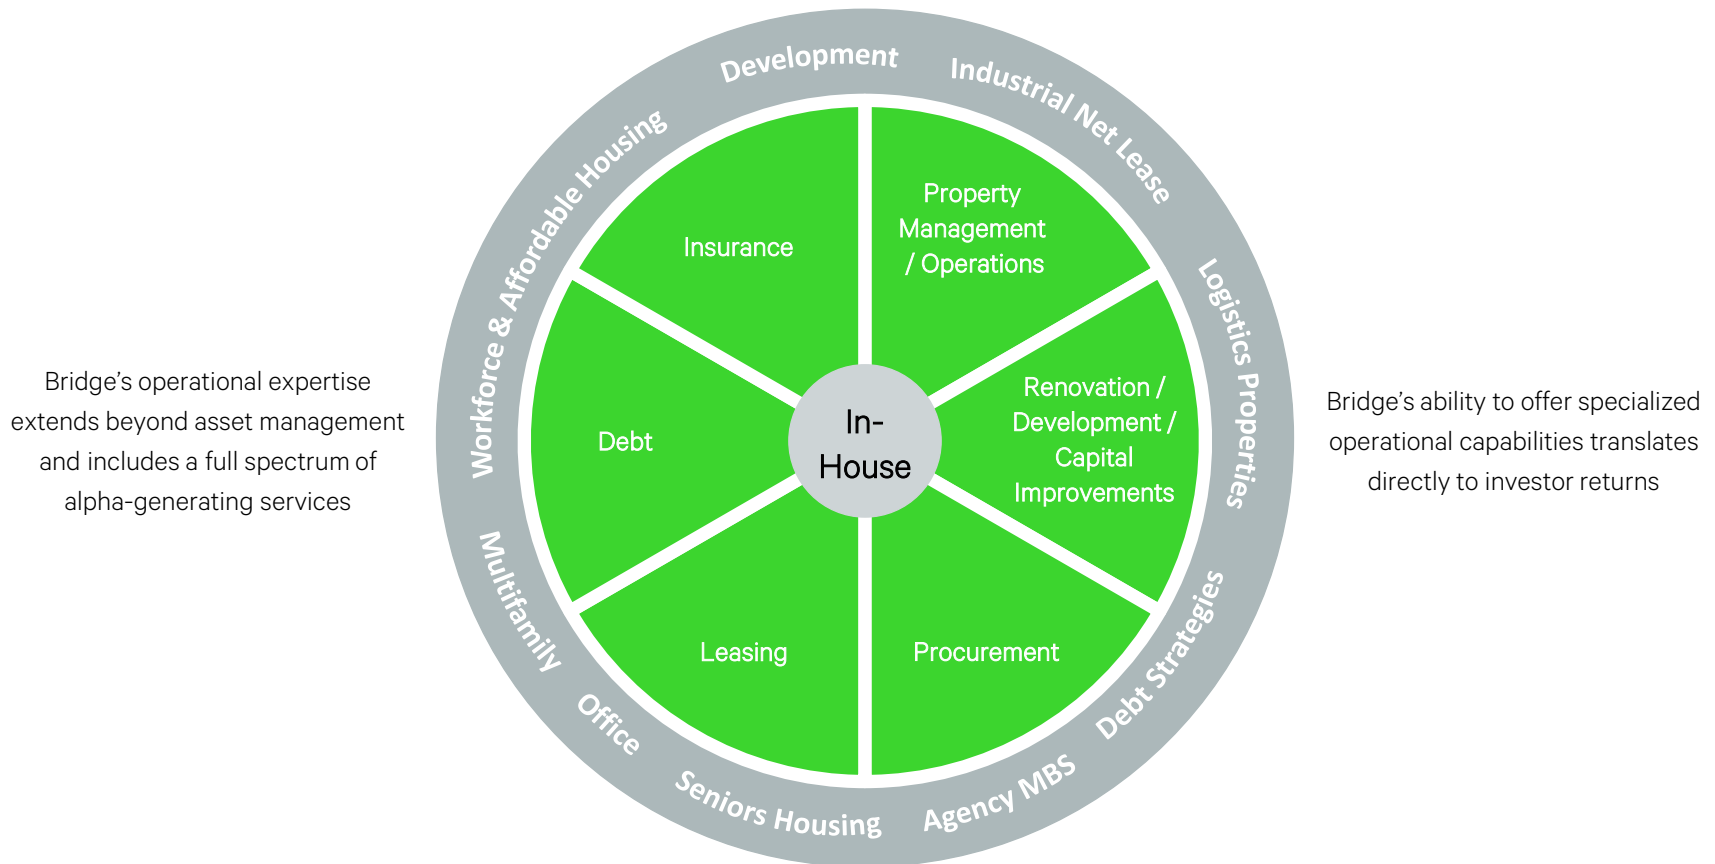 Development
Industrial Net Lease
Logistics Properties
Debt Strategies
Agency MBS
Seniors Housing
Office
Multifamily
Workforce & Affordable Housing
Insurance
Property
Management
/ Operations
Renovation /
Development /
Capital
Improvements
Procurement
Leasing
Debt
In-
House
Bridge’s operational expertise
extends beyond asset management
and includes a full spectrum of
alpha-generating services
Bridge’s ability to offer specialized
operational capabilities translates
directly to investor returns